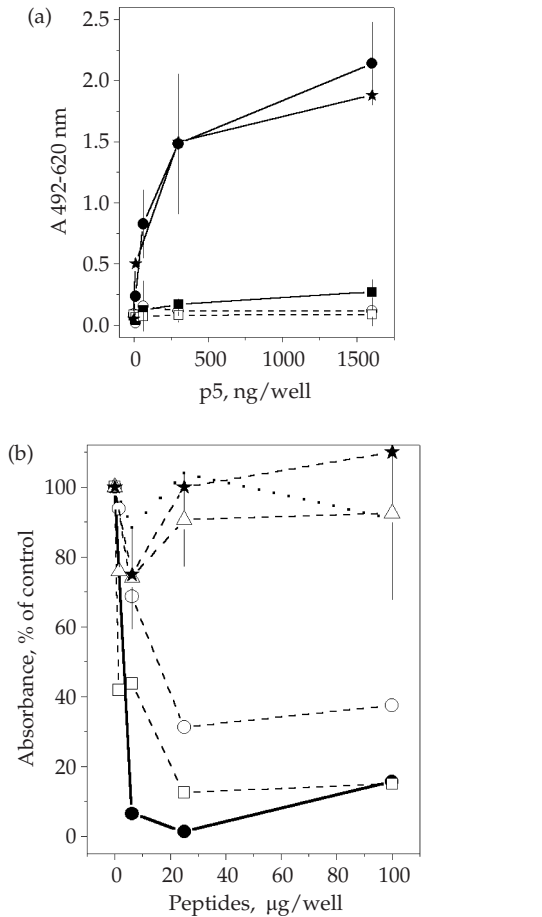 (a)
2.5
2.0
1.5
1.0
0.5
0.0
A 492-620 nm
0 500 1000 1500
p5, ng/well
(b)
100
80
60
40
20
0
Absorbance, % of control
0 20 40 60 80 100
Peptides, μg/well